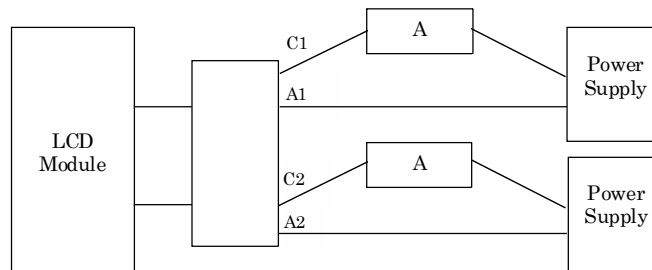 C1
A
Power
Supply
A1
LCD
Module
C2
A
Power
Supply
A2